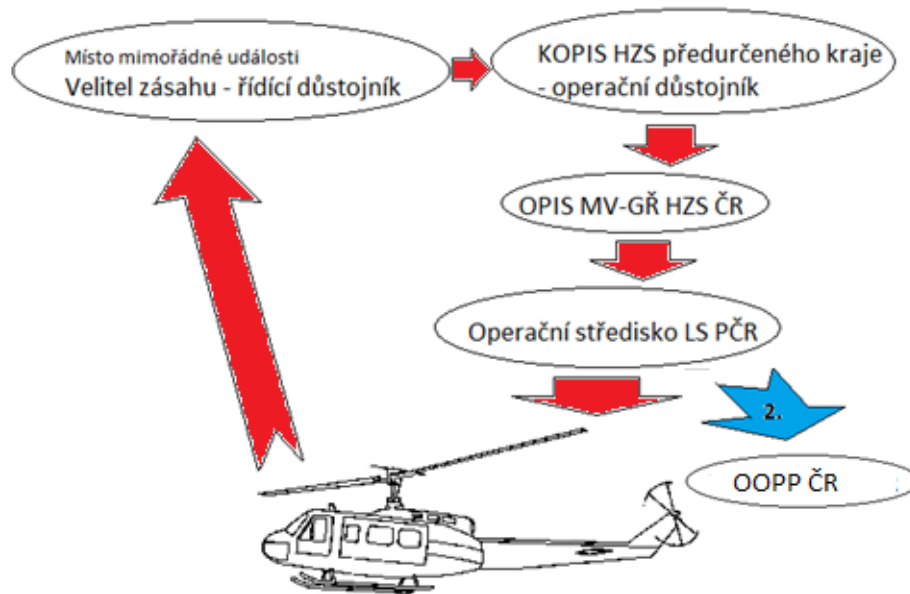 Místo mimořádné události
Velitel zásahu - řídící důstojník
KOPIS HZS předurčeného kraje
- operační důstojník
OPIS MV-GŘ HZS ČR
Operační středisko LS PČR
2.
OOPP ČR